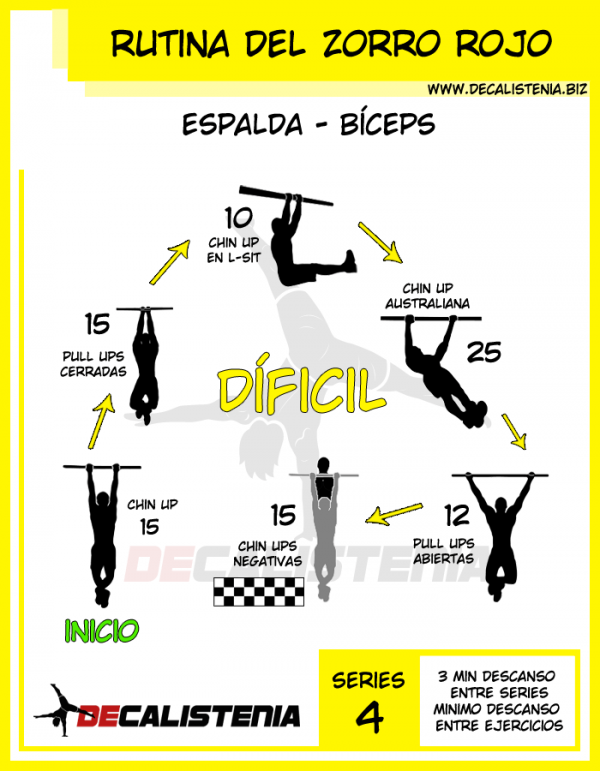 RUTINA DEL ZORRO ROJO
WWW.DECALISTENIA.BIZ
ESPALDA - BÍCEPS
10
CHIN UP
EN L-SIT
CHIN UP
AUSTRALIANA
25
15
PULL UPS
CERRADAS
DÍFICIL
CHIN UP
15
15
CHIN UPS
NEGATIVAS
12
PULL UPS
ABIERTAS
DECALISTENIA
INICIO
DECALISTENIA
SERIES
4
3 MIN DESCANSO
ENTRE SERIES
MINIMO DESCANSO
ENTRE EJERCICIOS